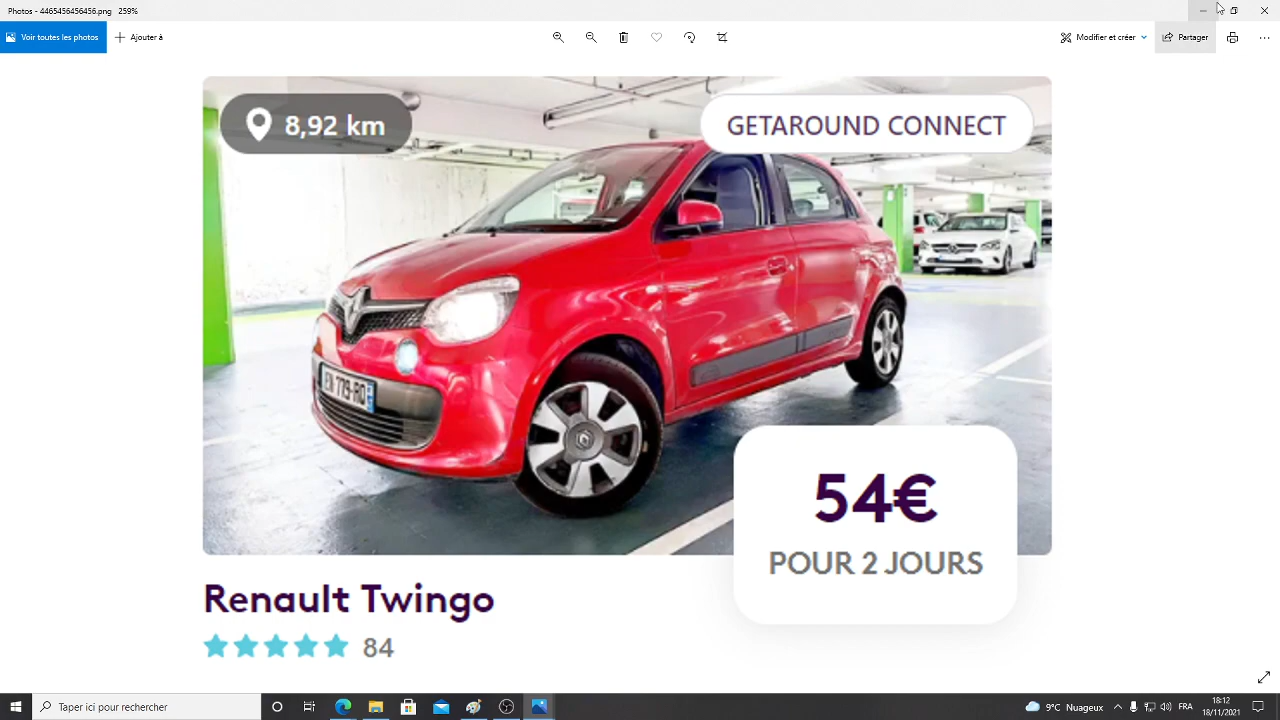 Photos - 4465456456456.png   259%
Voir toutes les photos
Ajouter à
Modifier et créer
Partager
8,92 km
GETAROUND CONNECT
54€
POUR 2 JOURS
Renault Twingo
84
Taper ici pour rechercher
9°C Nuageux
FRA
18:12
18/11/2021